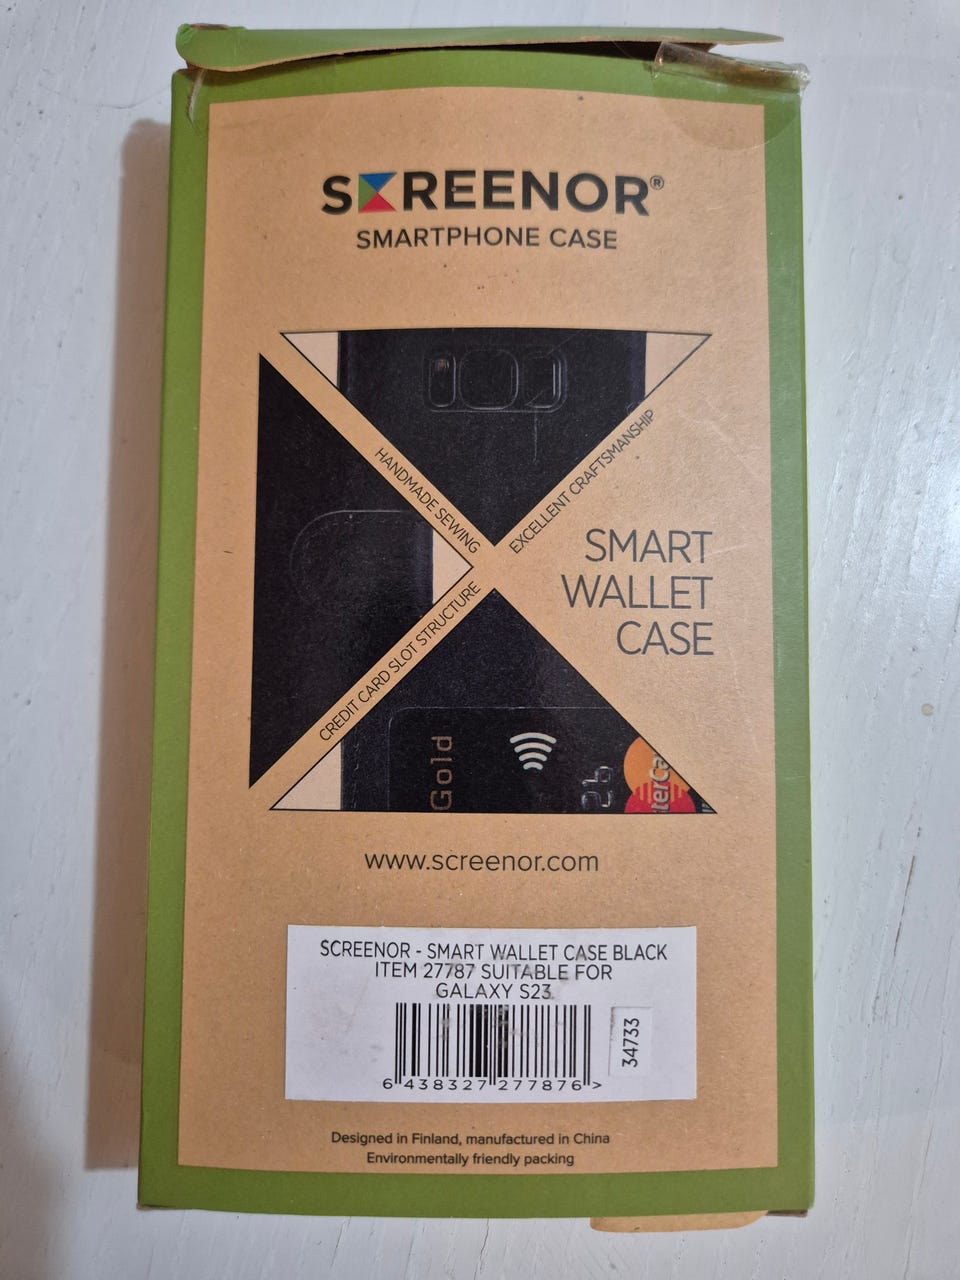 SCREENOR®
SMARTPHONE CASE
HANDMADE SEWING
EXCELLENT CRAFTSMANSHIP
CREDIT CARD SLOT STRUCTURE
SMART
WALLET
CASE
Gold
www.screenor.com
SCREENOR - SMART WALLET CASE BLACK
ITEM 27787 SUITABLE FOR
GALAXY S23
34733
6 438327 277876 >
Designed in Finland, manufactured in China
Environmentally friendly packing